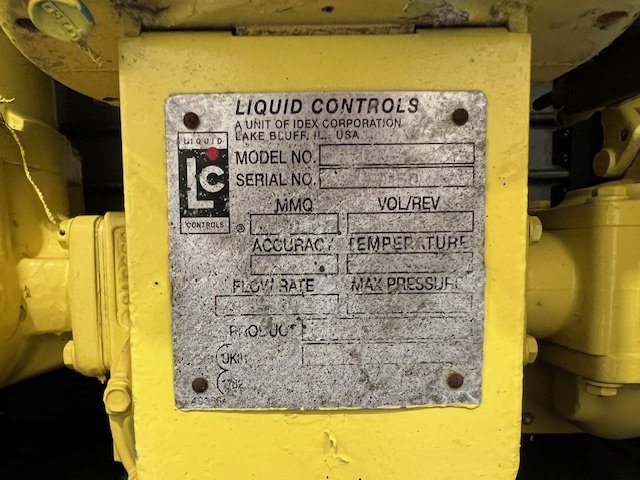 LIQUID CONTROLS
A UNIT OF IDEX CORPORATION
LAKE BLUFF, IL, USA
LIQUID
LC
CONTROLS
®
MODEL NO.
SERIAL NO.
MMQ VOL/REV
ACCURACY TEMPERATURE
FLOW RATE MAX PRESSURE
PRODUCT